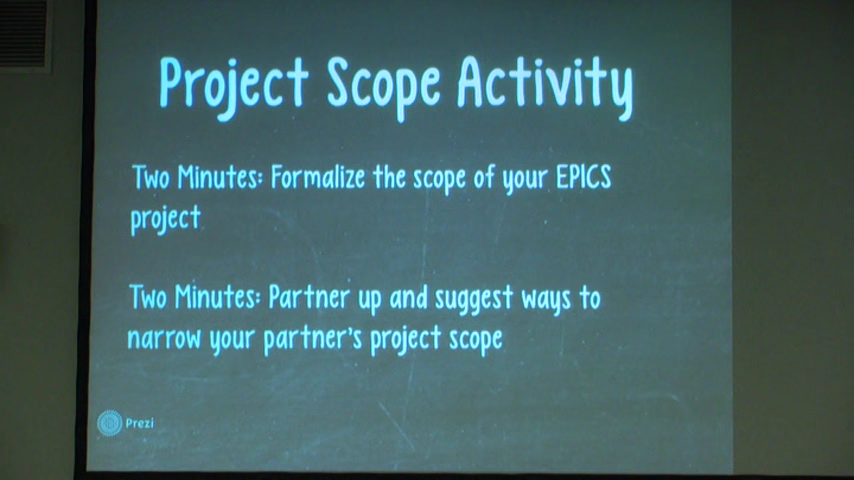 Project Scope Activity
Two Minutes: Formalize the scope of your EPICS
project
Two Minutes: Partner up and suggest ways to
narrow your partner's project scope
Prezi